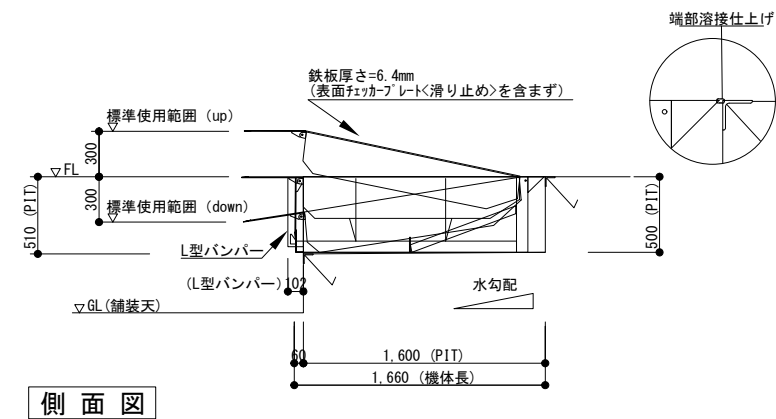 端部溶接仕上げ
鉄板厚さ=6.4mm
(表面ﾁｪｯｶｰﾌﾟﾚｰﾄ<滑り止め>を含まず)
標準使用範囲 (up)
300
▽FL
300
標準使用範囲 (down)
510 (PIT)
500 (PIT)
L型バンパー
(L型バンパー)102
▽GL(舗装天)
水勾配
60
1,600 (PIT)
1,660 (機体長)
側面図